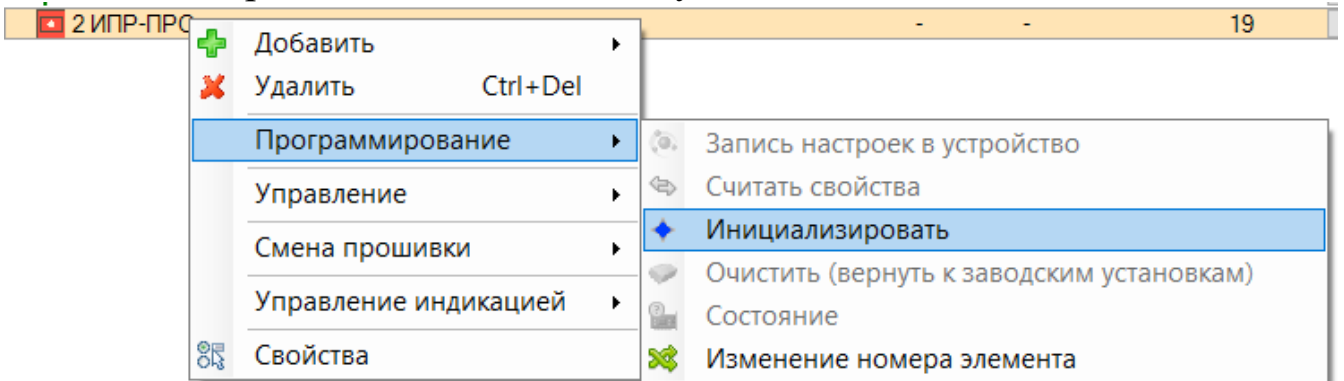 2 ИПР-ПРО - - 19
Добавить
Удалить Ctrl+Del
Программирование
Управление
Смена прошивки
Управление индикацией
Свойства
Запись настроек в устройство
Считать свойства
Инициализировать
Очистить (вернуть к заводским установкам)
Состояние
Изменение номера элемента